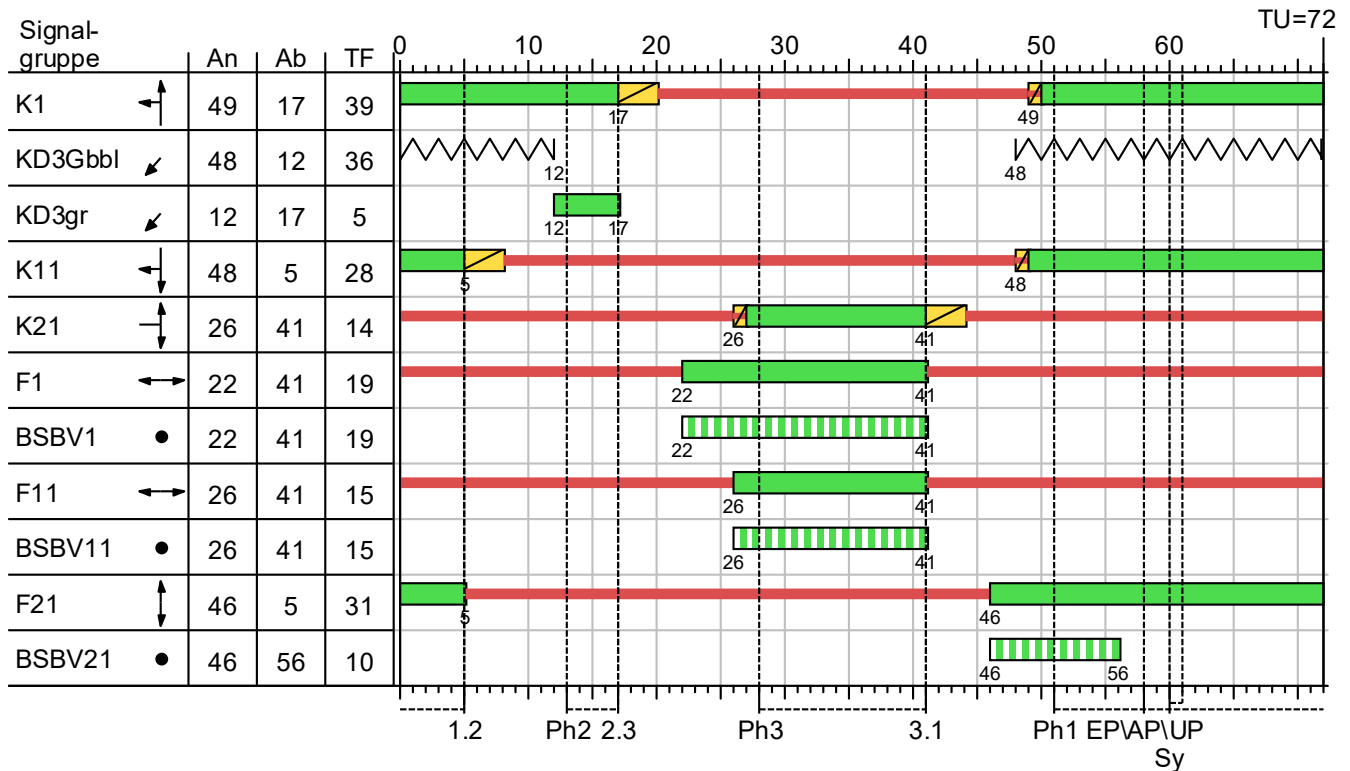 TU=72
Signal-
gruppe An Ab TF 0 10 20 30 40 50 60
K1 49 17 39 17 49
KD3Gbbl 48 12 36 12 48
KD3gr 12 17 5 12 17
K11 48 5 28 5 48
K21 26 41 14 26 41
F1 22 41 19 22 41
BSBV1 22 41 19 22 41
F11 26 41 15 26 41
BSBV11 26 41 15 26 41
F21 46 5 31 5 46
BSBV21 46 56 10 46 56
1.2 Ph2 2.3 Ph3 3.1 Ph1 EP\AP\UP
Sy